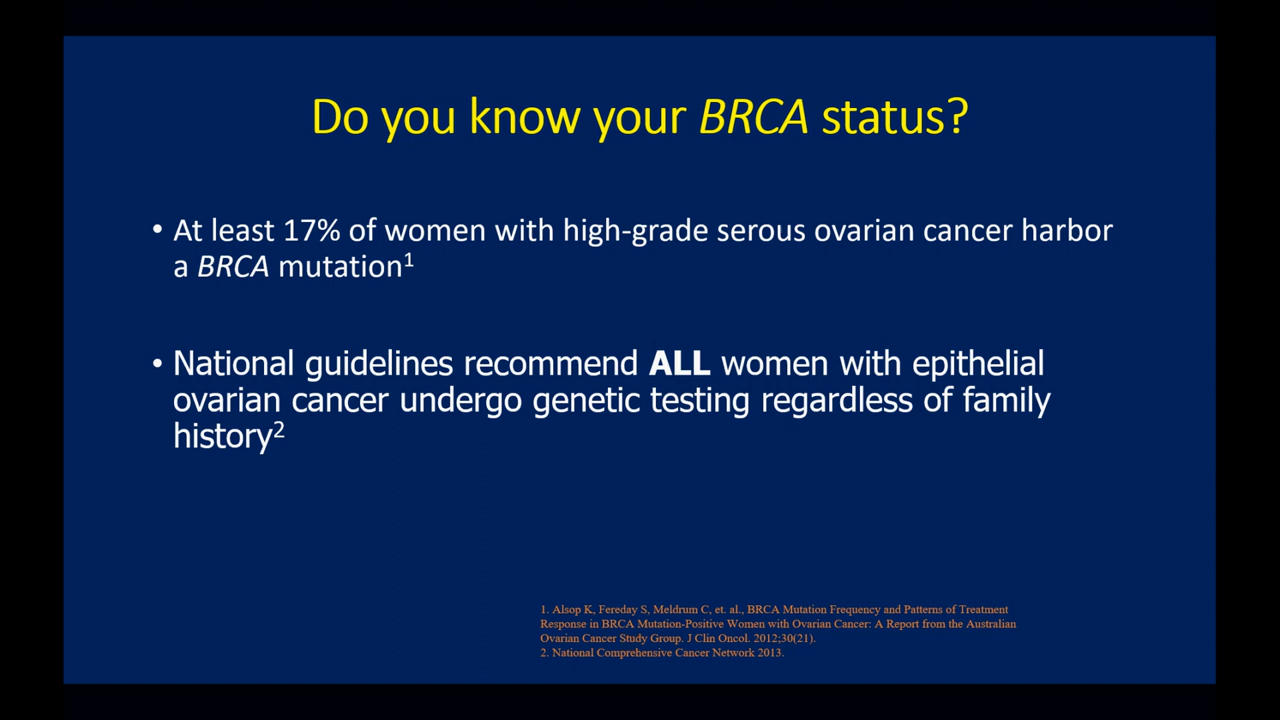 Do you know your BRCA status?
• At least 17% of women with high-grade serous ovarian cancer harbor
a BRCA mutation¹
• National guidelines recommend ALL women with epithelial
ovarian cancer undergo genetic testing regardless of family
history²
1. Alsop K, Fereday S, Meldrum C, et. al., BRCA Mutation Frequency and Patterns of Treatment
Response in BRCA Mutation-Positive Women with Ovarian Cancer: A Report from the Australian
Ovarian Cancer Study Group. J Clin Oncol. 2012;30(21).
2. National Comprehensive Cancer Network 2013.